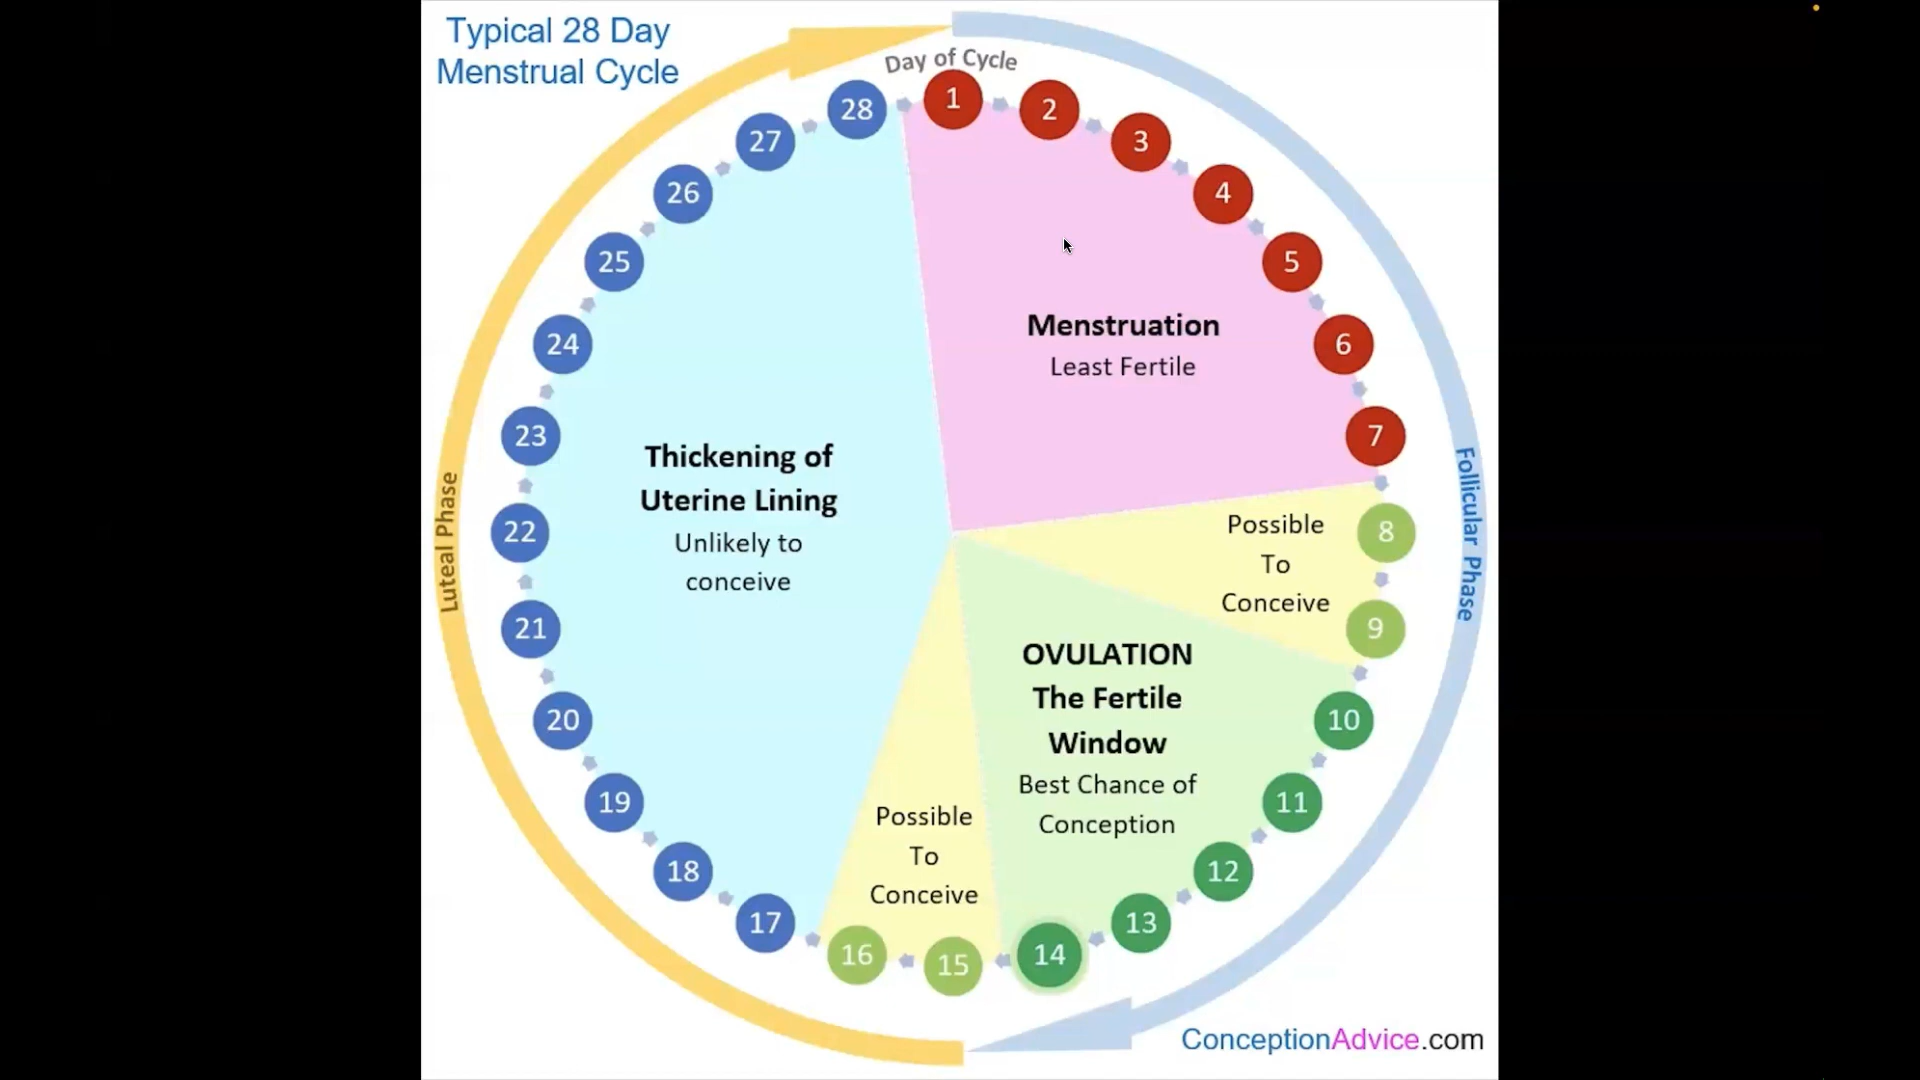 Typical 28 Day
Menstrual Cycle
Day of Cycle
1
2
3
4
5
6
7
8
9
10
11
12
13
14
15
16
17
18
19
20
21
22
23
24
25
26
27
28
Menstruation
Least Fertile
Possible
To
Conceive
OVULATION
The Fertile
Window
Best Chance of
Conception
Possible
To
Conceive
Thickening of
Uterine Lining
Unlikely to
conceive
Follicular Phase
Luteal Phase
ConceptionAdvice.com